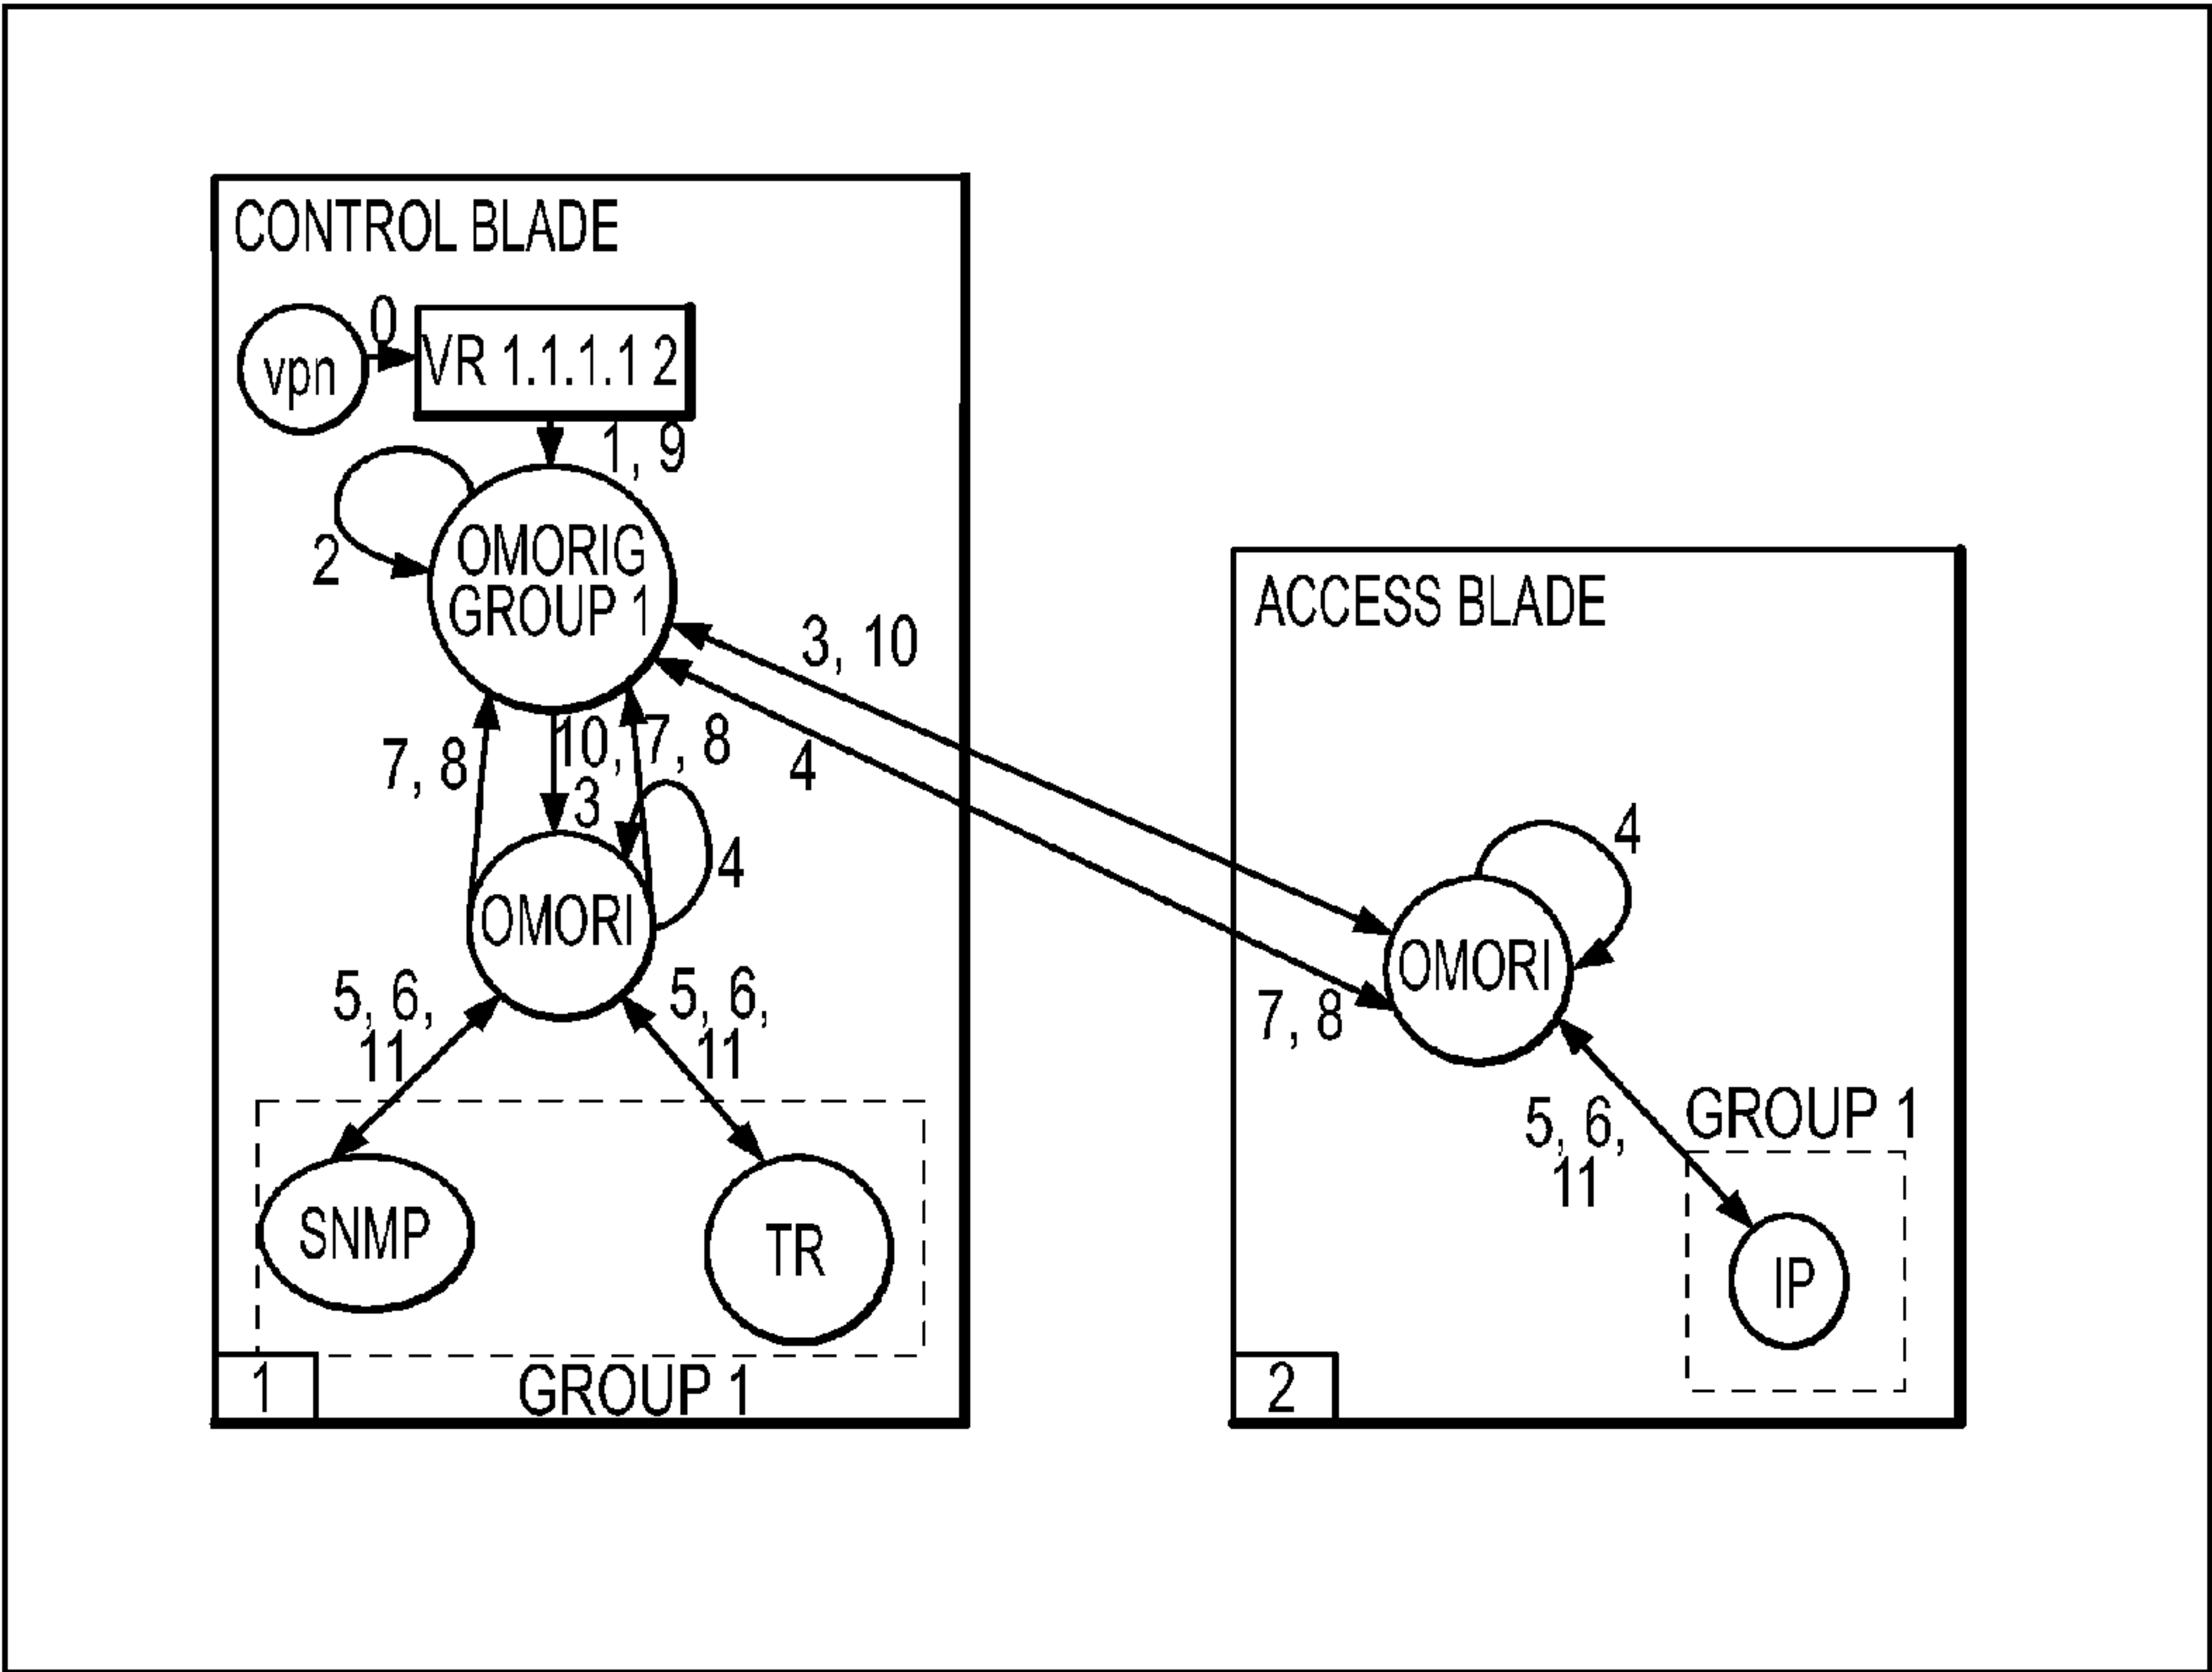 CONTROL BLADE
vpn
0
VR 1.1.1.1 2
1, 9
2
OMORIG
GROUP 1
7, 8
10, 7, 8
3
4
OMORI
5, 6,
11
5, 6,
11
SNMP
TR
1
GROUP 1
3, 10
4
7, 8
ACCESS BLADE
4
OMORI
5, 6,
11
GROUP 1
IP
2